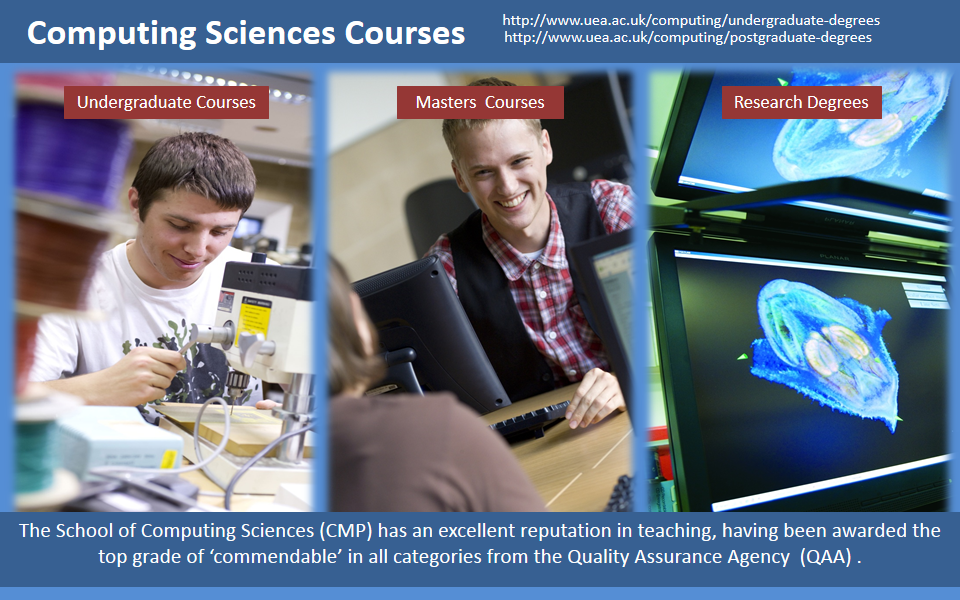 Computing Sciences Courses
http://www.uea.ac.uk/computing/undergraduate-degrees
http://www.uea.ac.uk/computing/postgraduate-degrees
Undergraduate Courses
Masters Courses
Research Degrees
The School of Computing Sciences (CMP) has an excellent reputation in teaching, having been awarded the
top grade of ‘commendable’ in all categories from the Quality Assurance Agency (QAA) .